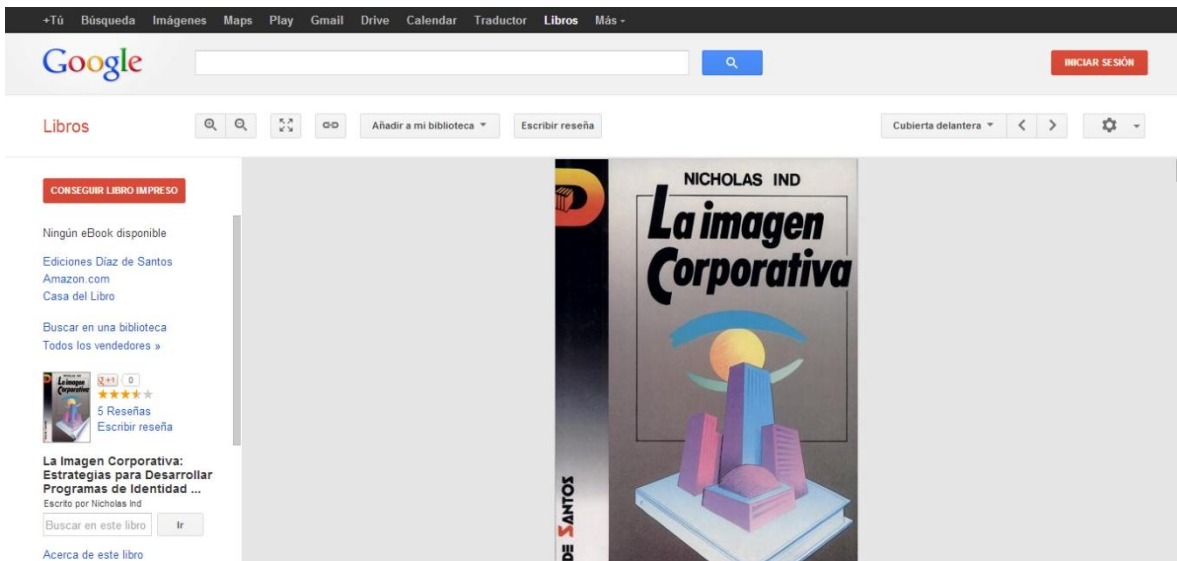 +Tú Búsqueda Imágenes Maps Play Gmail Drive Calendar Traductor Libros Más
Google
INICIAR SESIÓN
Libros Añadir a mi biblioteca Escribir reseña Cubierta delantera
CONSEGUIR LIBRO IMPRESO
Ningún eBook disponible
Ediciones Díaz de Santos
Amazon.com
Casa del Libro
Buscar en una biblioteca
Todos los vendedores »
+1 0
5 Reseñas
Escribir reseña
La Imagen Corporativa:
Estrategias para Desarrollar
Programas de Identidad ...
Escrito por Nicholas Ind
Buscar en este libro Ir
Acerca de este libro
NICHOLAS IND
La imagen
Corporativa
DE SANTOS